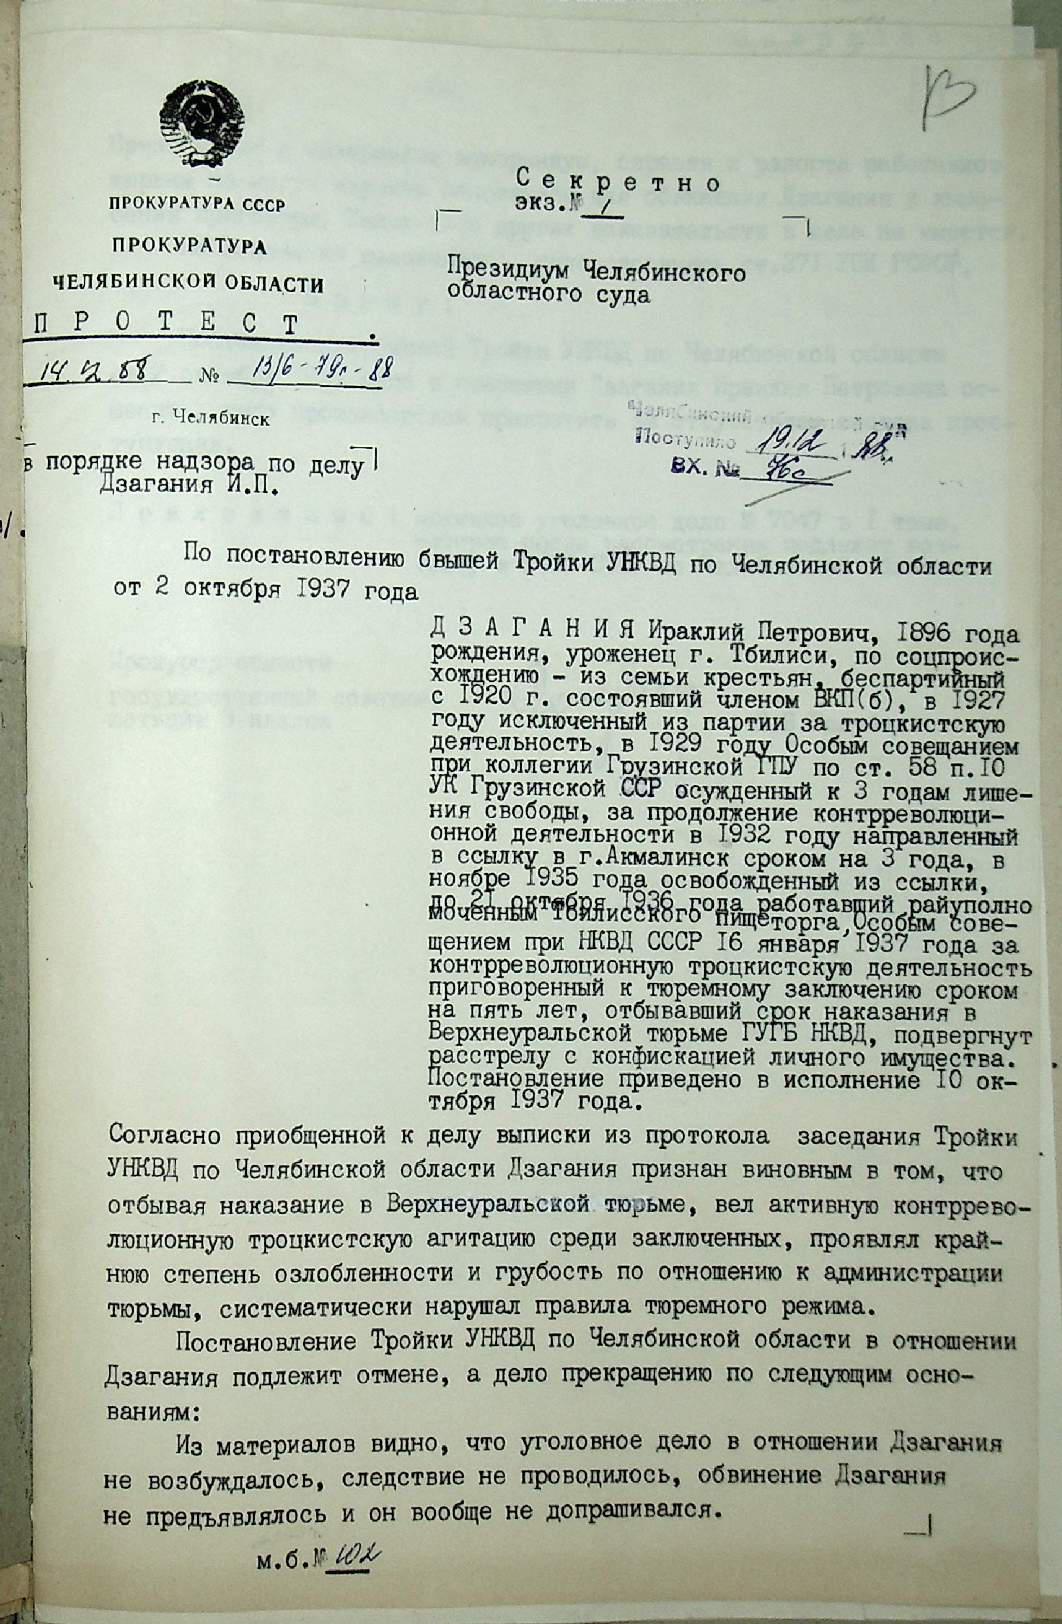 Секретно
экз.№ 1
ПРОКУРАТУРА СССР
ПРОКУРАТУРА
ЧЕЛЯБИНСКОЙ ОБЛАСТИ
ПРОТЕСТ
14.12.88 № 13/6-79с-88
г. Челябинск
в порядке надзора по делу
Дзагания И.П.
Президиум Челябинского
областного суда
Челябинский суд
Поступило 19.12 1988
ВХ. № 76с
По постановлению бвышей Тройки УНКВД по Челябинской области
от 2 октября 1937 года
ДЗАГАНИЯ Ираклий Петрович, 1896 года
рождения, уроженец г. Тбилиси, по соцпроис-
хождению - из семьи крестьян, беспартийный
с 1920 г. состоявший членом ВКП(б), в 1927
году исключенный из партии за троцкистскую
деятельность, в 1929 году Особым совещанием
при коллегии Грузинской ГПУ по ст. 58 п.10
УК Грузинской ССР осужденный к 3 годам лише-
ния свободы, за продолжение контрреволюци-
онной деятельности в 1932 году направленный
в ссылку в г.Акмалинск сроком на 3 года, в
ноябре 1935 года освобожденный из ссылки,
до 21 октября 1936 года работавший райуполно
моченным Тбилисского пищеторга, Особым сове-
щанием при НКВД СССР 16 января 1937 года за
контрреволюционную троцкистскую деятельность
приговоренный к тюремному заключению сроком
на пять лет, отбывавший срок наказания в
Верхнеуральской тюрьме ГУГБ НКВД, подвергнут
расстрелу с конфискацией личного имущества.
Постановление приведено в исполнение 10 ок-
тября 1937 года.
Согласно приобщенной к делу выписки из протокола заседания Тройки
УНКВД по Челябинской области Дзагания признан виновным в том, что
отбывая наказание в Верхнеуральской тюрьме, вел активную контррево-
люционную троцкистскую агитацию среди заключенных, проявлял край-
нюю степень озлобленности и грубость по отношению к администрации
тюрьмы, систематически нарушал правила тюремного режима.
Постановление Тройки УНКВД по Челябинской области в отношении
Дзагания подлежит отмене, а дело прекращению по следующим осно-
ваниям:
Из материалов видно, что уголовное дело в отношении Дзагания
не возбуждалось, следствие не проводилось, обвинение Дзагания
не предъявлялось и он вообще не допрашивался.
м.б.№ 102